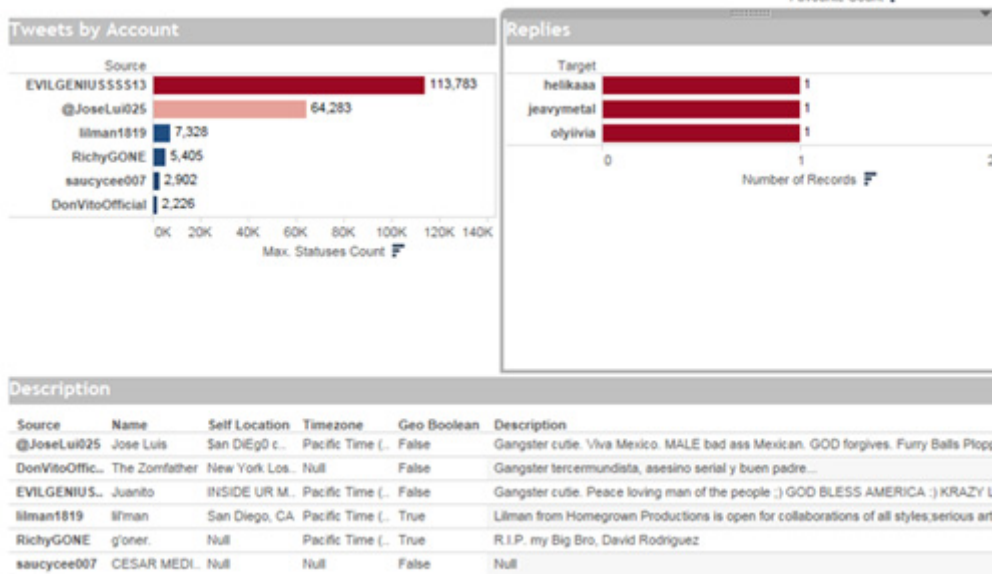 Tweets by Account
Source
EVILGENIUSSSS13 113,783
@JoseLui025 64,283
lilman1819 7,328
RichyGONE 5,405
saucycee007 2,902
DonVitoOfficial 2,226
0K 20K 40K 60K 80K 100K 120K 140K
Max. Statuses Count
Replies
Target
helikaaa 1
jeavymetal 1
olyiivia 1
0 1 2
Number of Records
Description
Source Name Self Location Timezone Geo Boolean Description
@JoseLui025 Jose Luis San DiEg0 c.. Pacific Time (.. False Gangster cutie. Viva Mexico. MALE bad ass Mexican. GOD forgives. Furry Balls Plopp
DonVitoOffic.. The Zomfather New York Los.. Null False Gangster tercermundista, asesino serial y buen padre...
EVILGENIUS.. Juanito INSIDE UR M.. Pacific Time (.. False Gangster cutie. Peace loving man of the people ;) GOD BLESS AMERICA :) KRAZY L
lilman1819 lil'man San Diego, CA Pacific Time (.. True Lilman from Homegrown Productions is open for collaborations of all styles;serious art
RichyGONE g'oner. Null Pacific Time (.. True R.I.P. my Big Bro, David Rodriguez
saucycee007 CESAR MEDI.. Null Null False Null